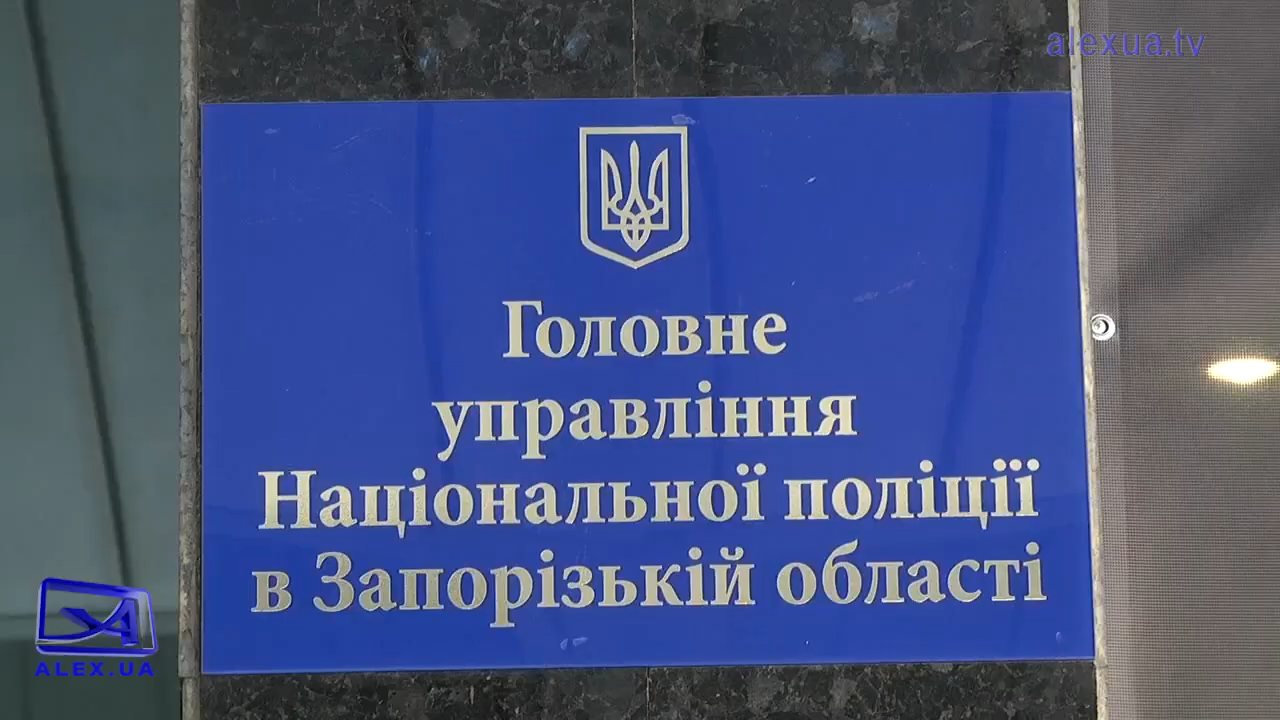 alexua.tv
Головне
управління
Національної поліції
в Запорізькій області
ALEX.UA